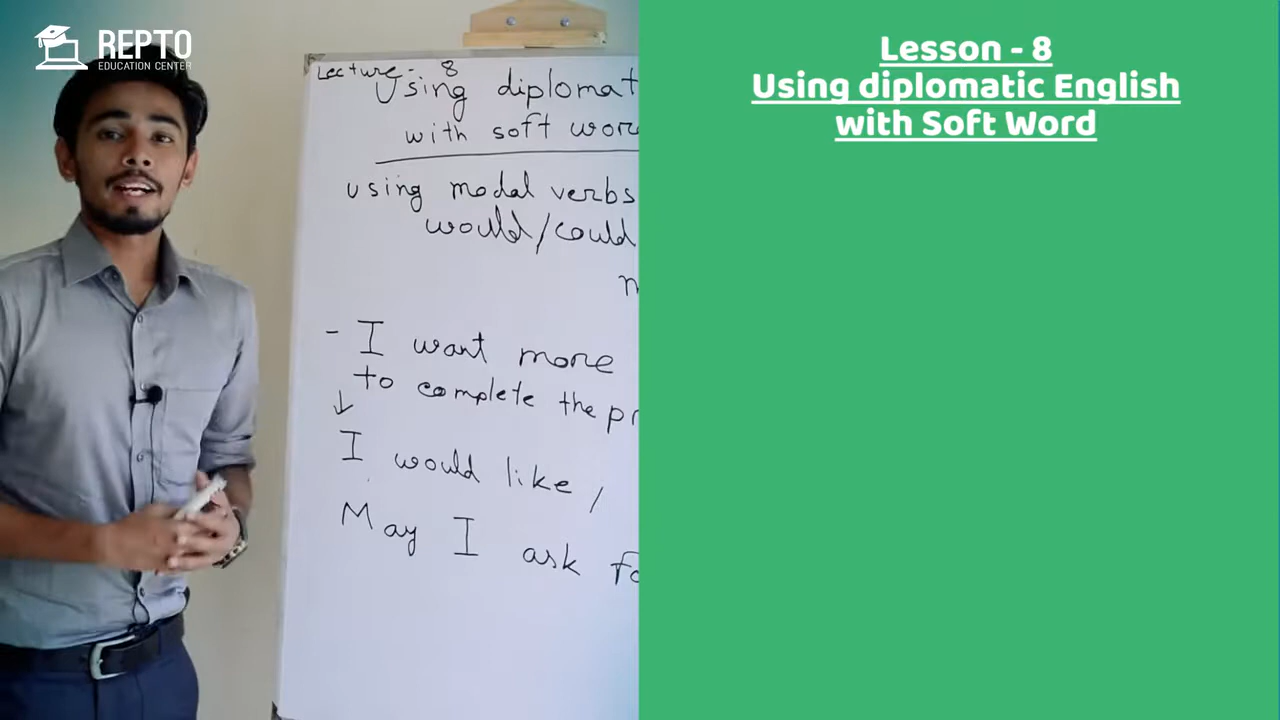 REPTO
EDUCATION CENTER
Lecture - 8
Using diplomat
with soft wor
using modal verbs
would/could
- I want more
to complete the pr
I would like,
May I ask fo
Lesson - 8
Using diplomatic English
with Soft Word